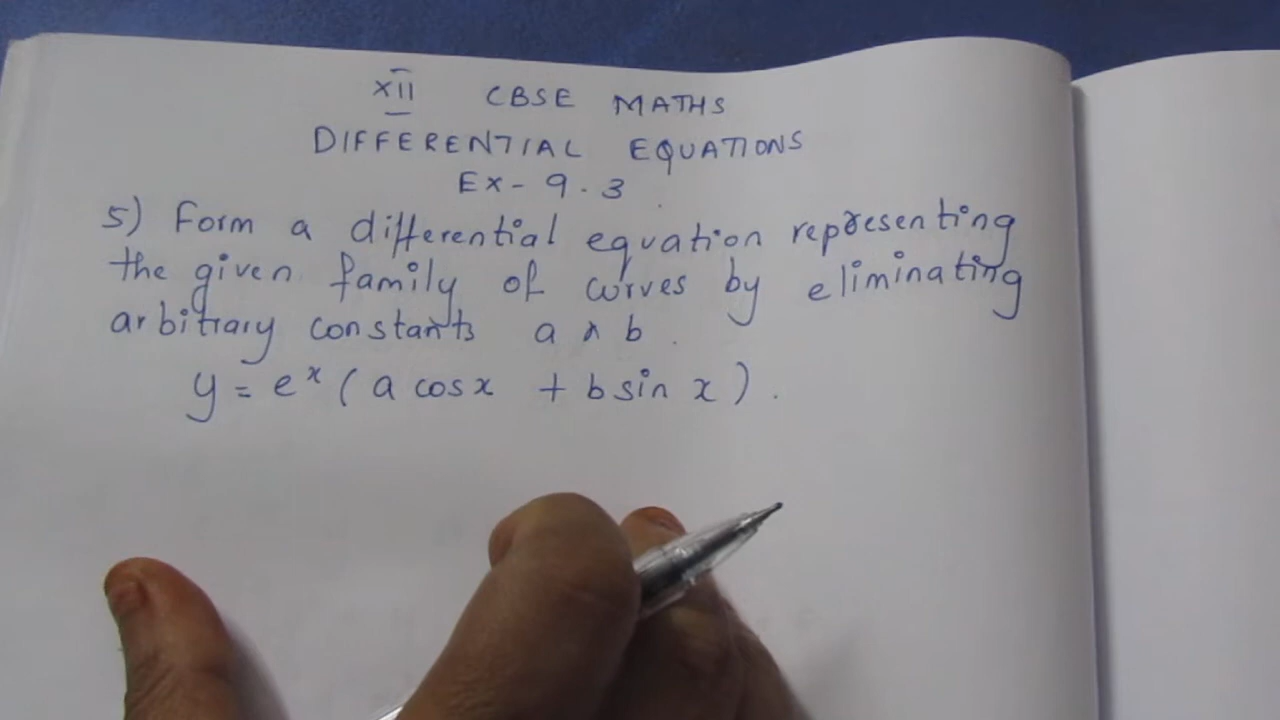 XII CBSE MATHS
DIFFERENTIAL EQUATIONS
Ex - 9.3
5) Form a differential equation representing
the given family of curves by eliminating
arbitrary constants a & b.
y = eˣ (a cos x + b sin x).